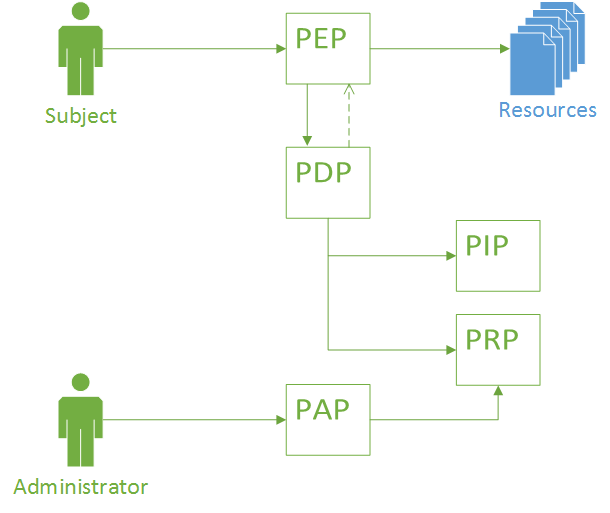 PEP
Subject
Resources
PDP
PIP
PRP
PAP
Administrator